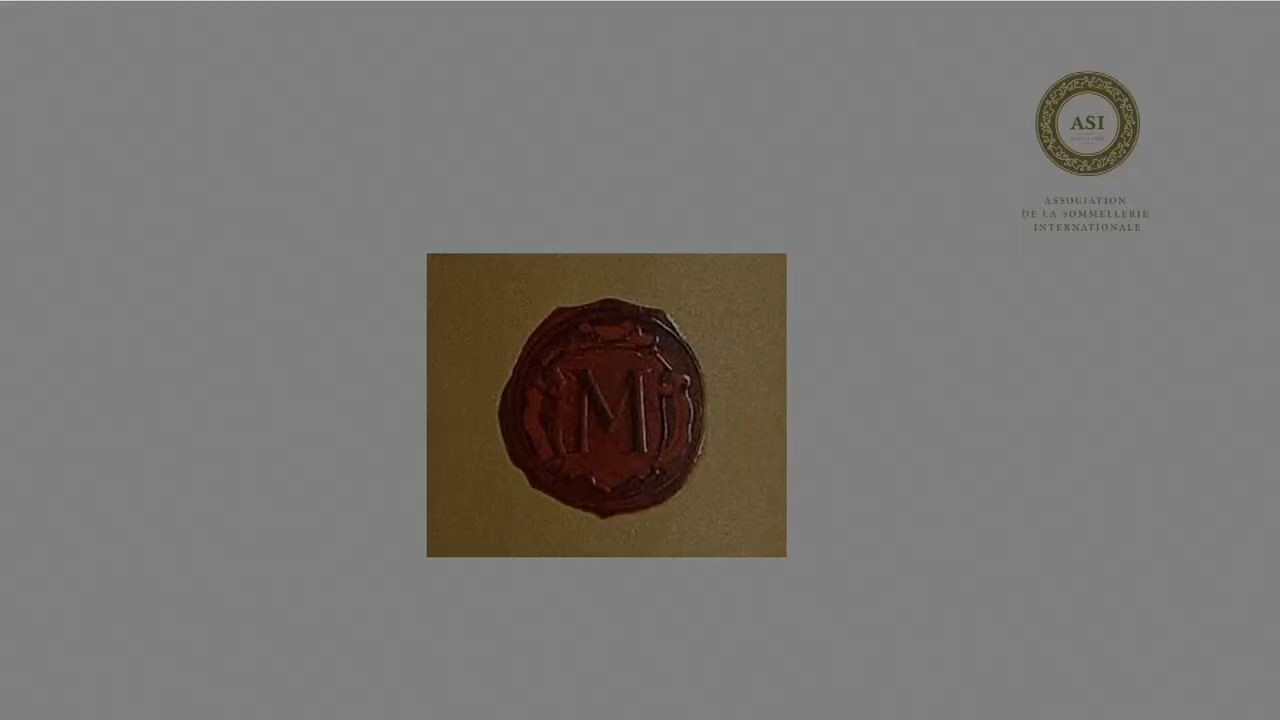 ASI
ASSOCIATION
DE LA SOMMELLERIE
INTERNATIONALE
M